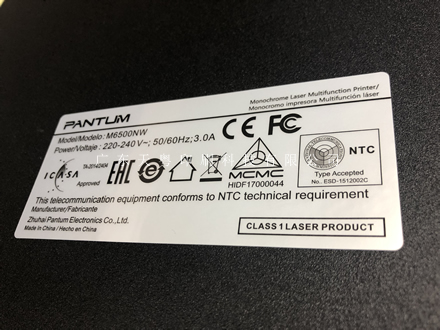 Monochrome Laser Multifunction Printer/
Monocromo impresora Multifunción láser
PANTUM
Model/Modelo: M6500NW
Power/Voltaje: 220-240V~; 50/60Hz; 3.0A
CE FC
ICASA
TA-2014/2404
Approved
EAC
MCMC
HIDF17000044
NTC
Type Accepted
No. ESD-1512002C
This telecommunication equipment conforms to NTC technical requirement
Manufacturer/Fabricante
Zhuhai Pantum Electronics Co., Ltd.
Made in China / Hecho en China
CLASS 1 LASER PRODUCT